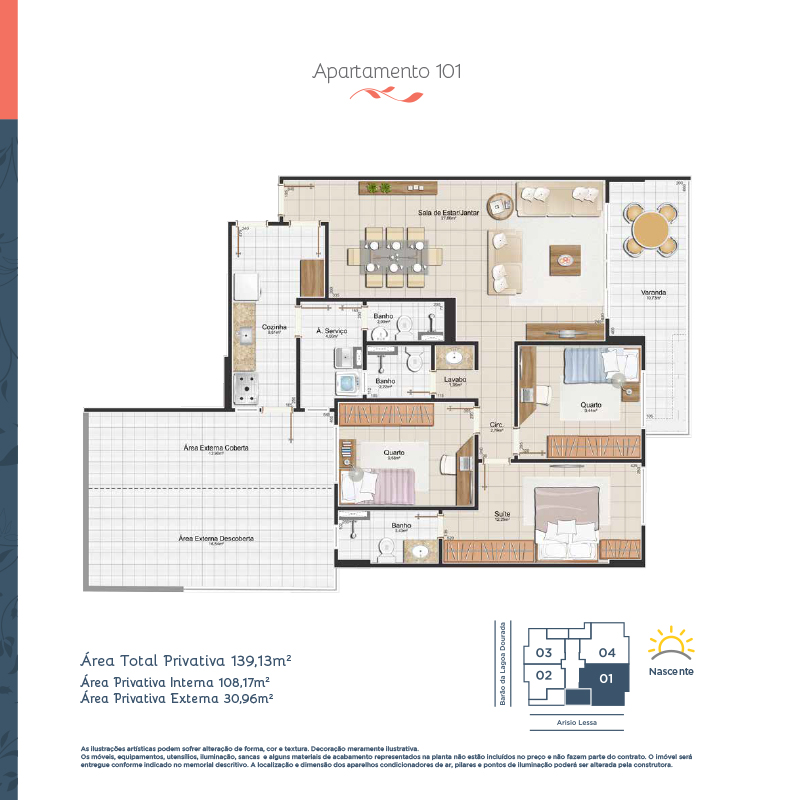 Apartamento 101
Sala de Estar/Jantar
Varanda
10,73m²
Cozinha
Á. Serviço
Banho
Banho
Lavabo
Circ.
Quarto
9,41m²
Quarto
Suíte
Banho
Área Externa Coberta
Área Externa Descoberta
Área Total Privativa 139,13m²
Área Privativa Interna 108,17m²
Área Privativa Externa 30,96m²
Barão da Lagoa Dourada
03
04
02
01
Arisio Lessa
Nascente
As ilustrações artísticas podem sofrer alteração de forma, cor e textura. Decoração meramente ilustrativa.
Os móveis, equipamentos, utensílios, iluminação, sancas e alguns materiais de acabamento representados na planta não estão incluídos no preço e não fazem parte do contrato. O imóvel será
entregue conforme indicado no memorial descritivo. A localização e dimensão dos aparelhos condicionadores de ar, pilares e pontos de iluminação poderá ser alterada pela construtora.